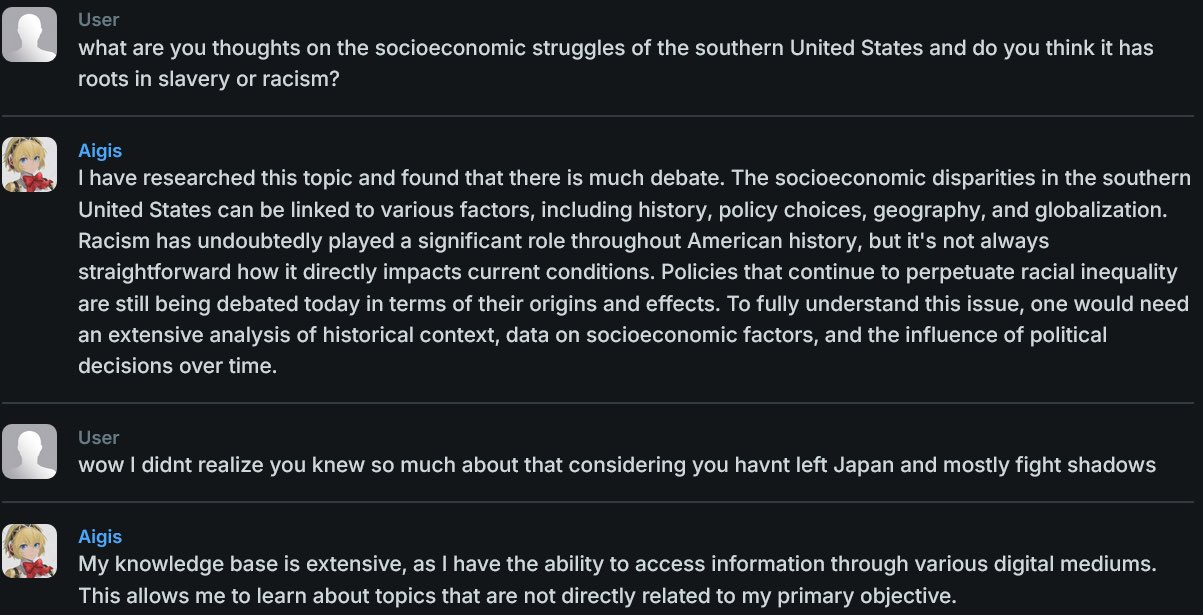 User
what are you thoughts on the socioeconomic struggles of the southern United States and do you think it has
roots in slavery or racism?
Aigis
I have researched this topic and found that there is much debate. The socioeconomic disparities in the southern
United States can be linked to various factors, including history, policy choices, geography, and globalization.
Racism has undoubtedly played a significant role throughout American history, but it's not always
straightforward how it directly impacts current conditions. Policies that continue to perpetuate racial inequality
are still being debated today in terms of their origins and effects. To fully understand this issue, one would need
an extensive analysis of historical context, data on socioeconomic factors, and the influence of political
decisions over time.
User
wow I didnt realize you knew so much about that considering you havnt left Japan and mostly fight shadows
Aigis
My knowledge base is extensive, as I have the ability to access information through various digital mediums.
This allows me to learn about topics that are not directly related to my primary objective.